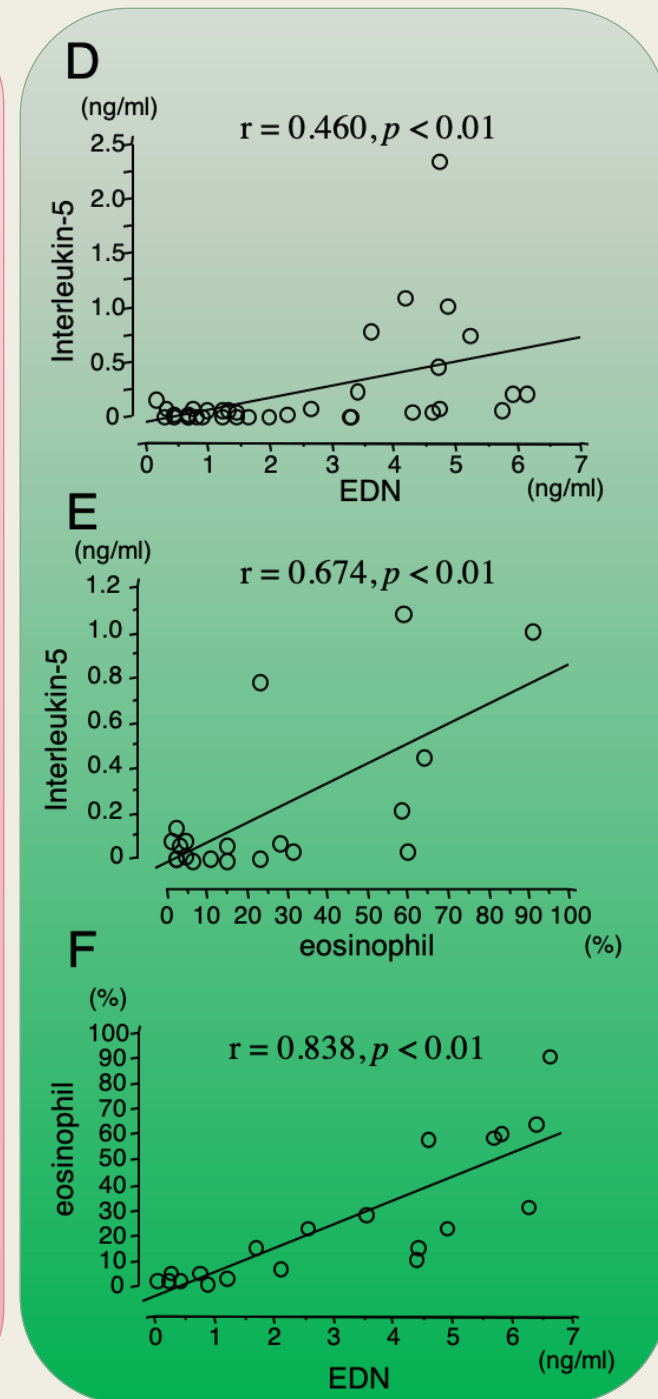 D
(ng/ml)
r = 0.460, p < 0.01
2.5
2.0
1.5
1.0
0.5
0
Interleukin-5
0 1 2 3 4 5 6 7
EDN (ng/ml)
E
(ng/ml)
r = 0.674, p < 0.01
1.2
1.0
0.8
0.6
0.4
0.2
0
Interleukin-5
0 10 20 30 40 50 60 70 80 90 100
eosinophil (%)
F
(%)
r = 0.838, p < 0.01
100
90
80
70
60
50
40
30
20
10
0
eosinophil
0 1 2 3 4 5 6 7
(ng/ml)
EDN